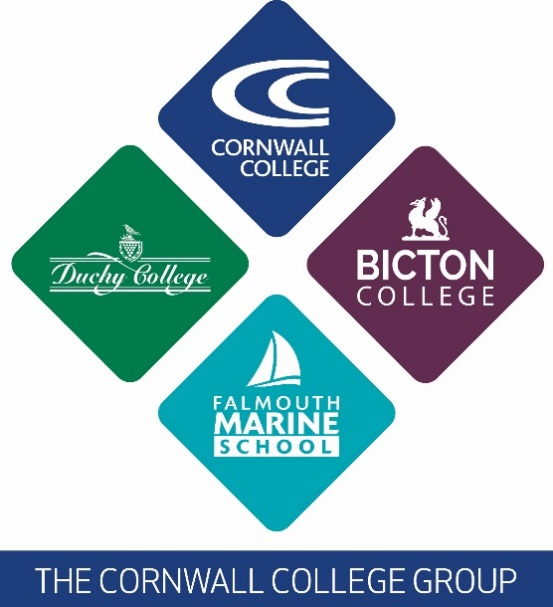 CORNWALL
COLLEGE
Duchy College
BICTON
COLLEGE
FALMOUTH
MARINE
SCHOOL
THE CORNWALL COLLEGE GROUP